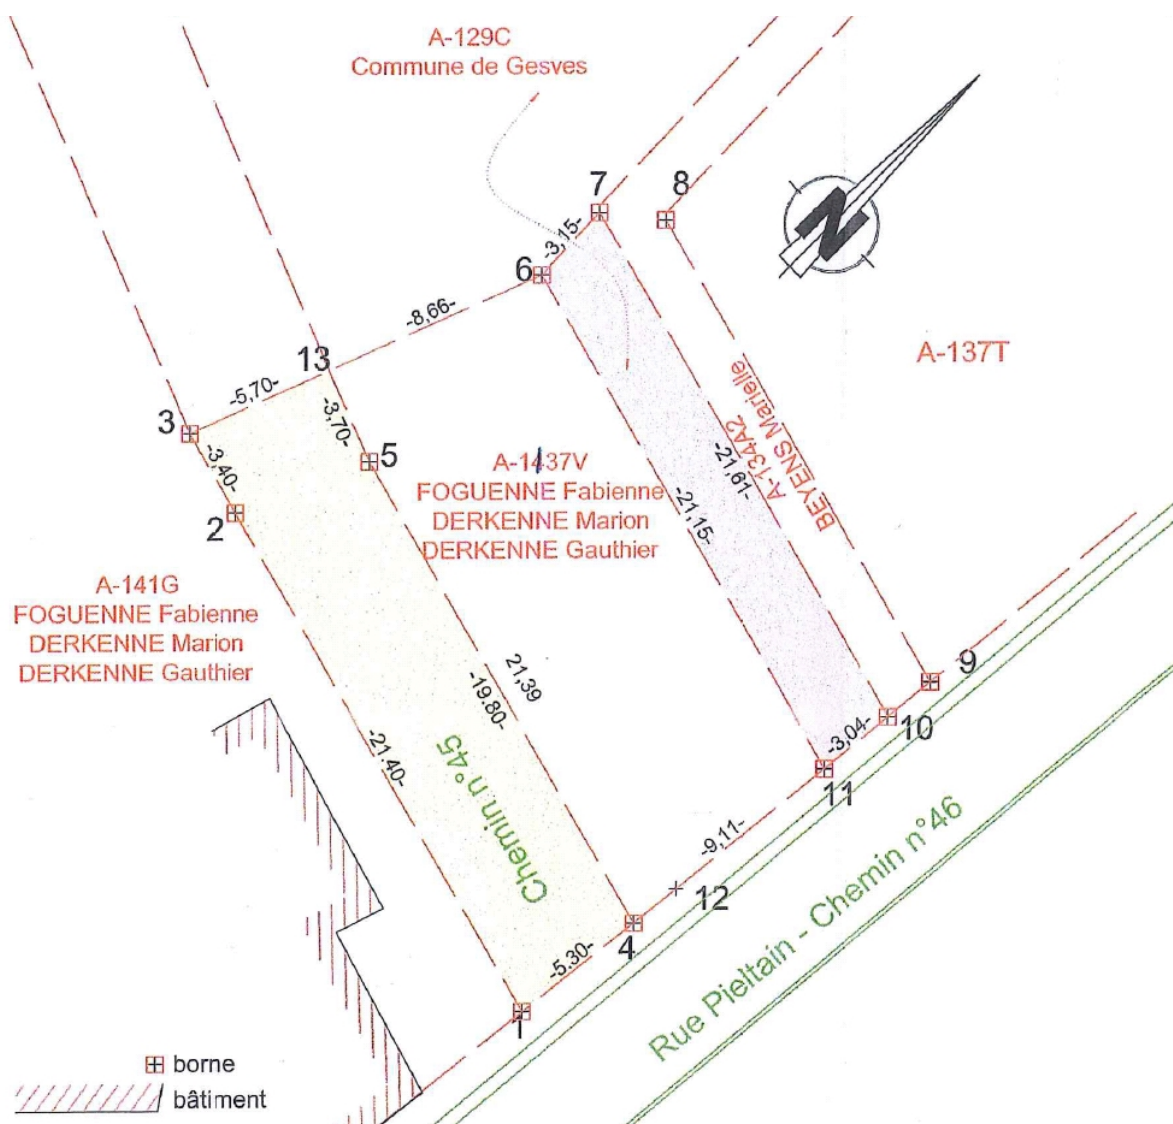 A-129C
Commune de Gesves
7
8
-3,15-
6
N
-8,66-
13
A-137T
-5,70-
-3,70-
3
5
-3,40-
BEYENS Marielle
A-134A2
-21,61-
A-1437V
FOGUENNE Fabienne
DERKENNE Marion
DERKENNE Gauthier
-21,15-
2
A-141G
FOGUENNE Fabienne
DERKENNE Marion
DERKENNE Gauthier
21,39
-19,80-
9
10
-3,04-
-21,40-
11
Chemin n°45
-9,11-
12
4
Rue Pieltain - Chemin n°46
-5,30-
1
borne
bâtiment